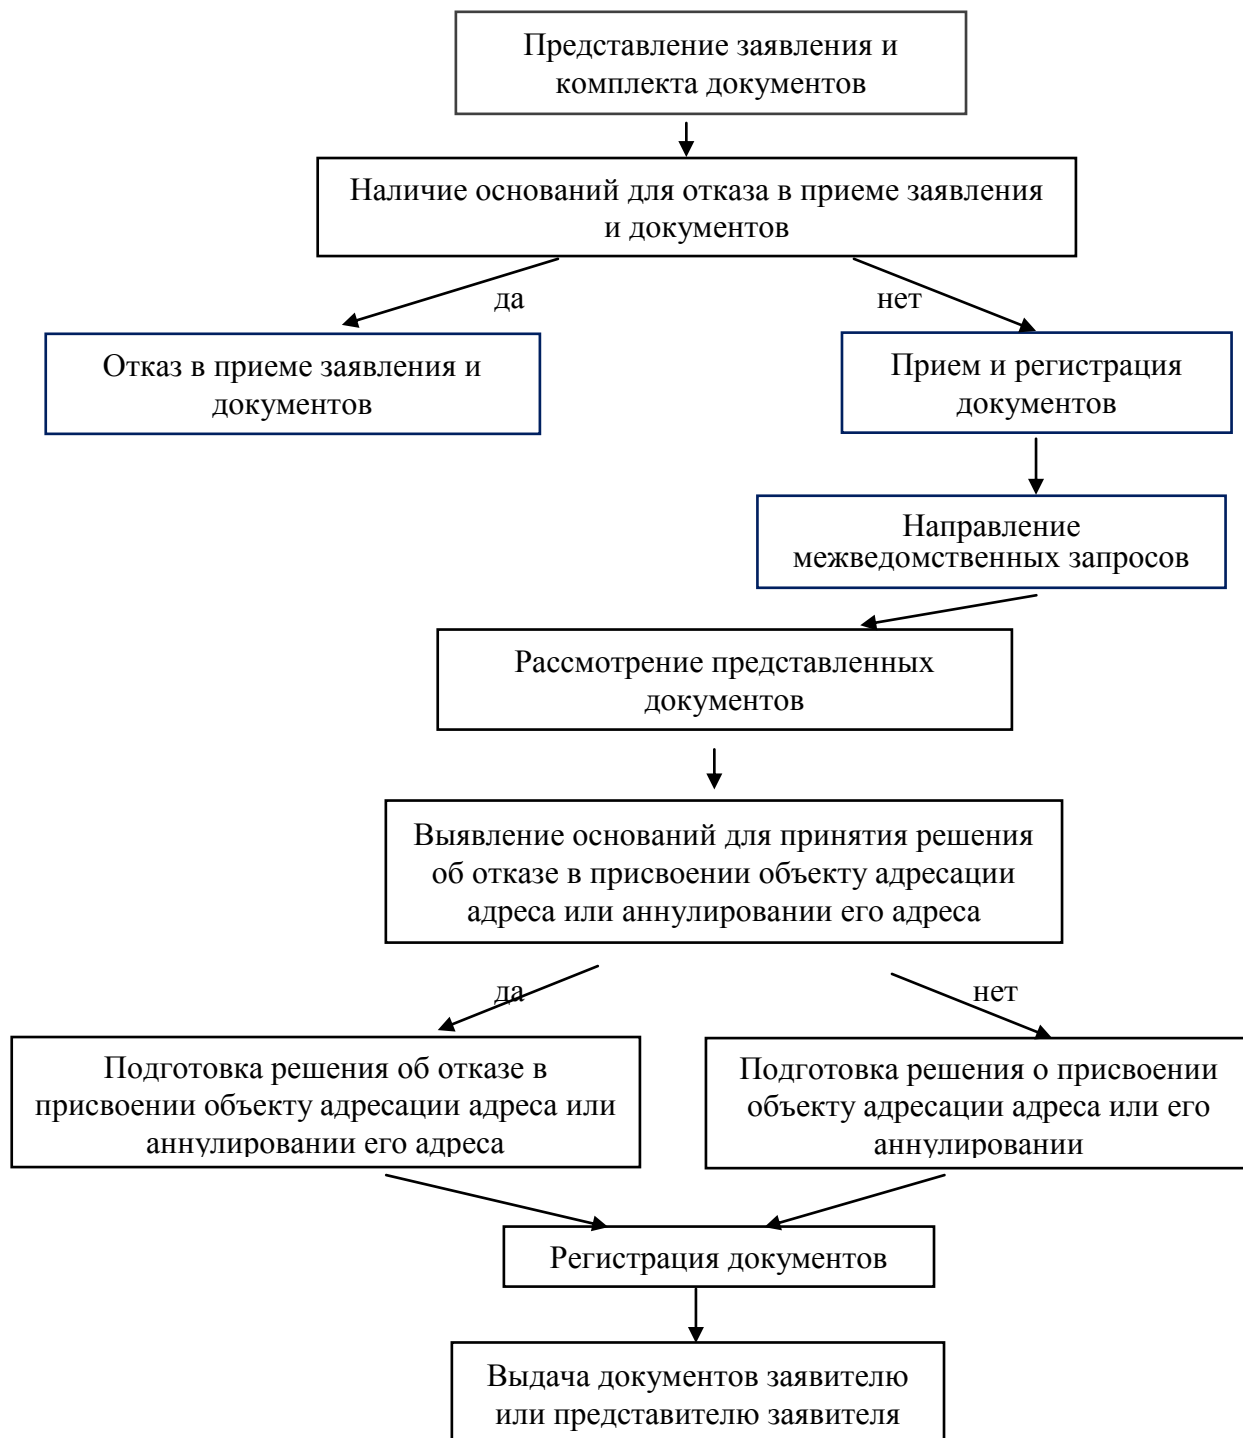 Представление заявления и
комплекта документов
Наличие оснований для отказа в приеме заявления
и документов
да
нет
Отказ в приеме заявления и
документов
Прием и регистрация
документов
Направление
межведомственных запросов
Рассмотрение представленных
документов
Выявление оснований для принятия решения
об отказе в присвоении объекту адресации
адреса или аннулировании его адреса
да
нет
Подготовка решения об отказе в
присвоении объекту адресации адреса или
аннулировании его адреса
Подготовка решения о присвоении
объекту адресации адреса или его
аннулировании
Регистрация документов
Выдача документов заявителю
или представителю заявителя